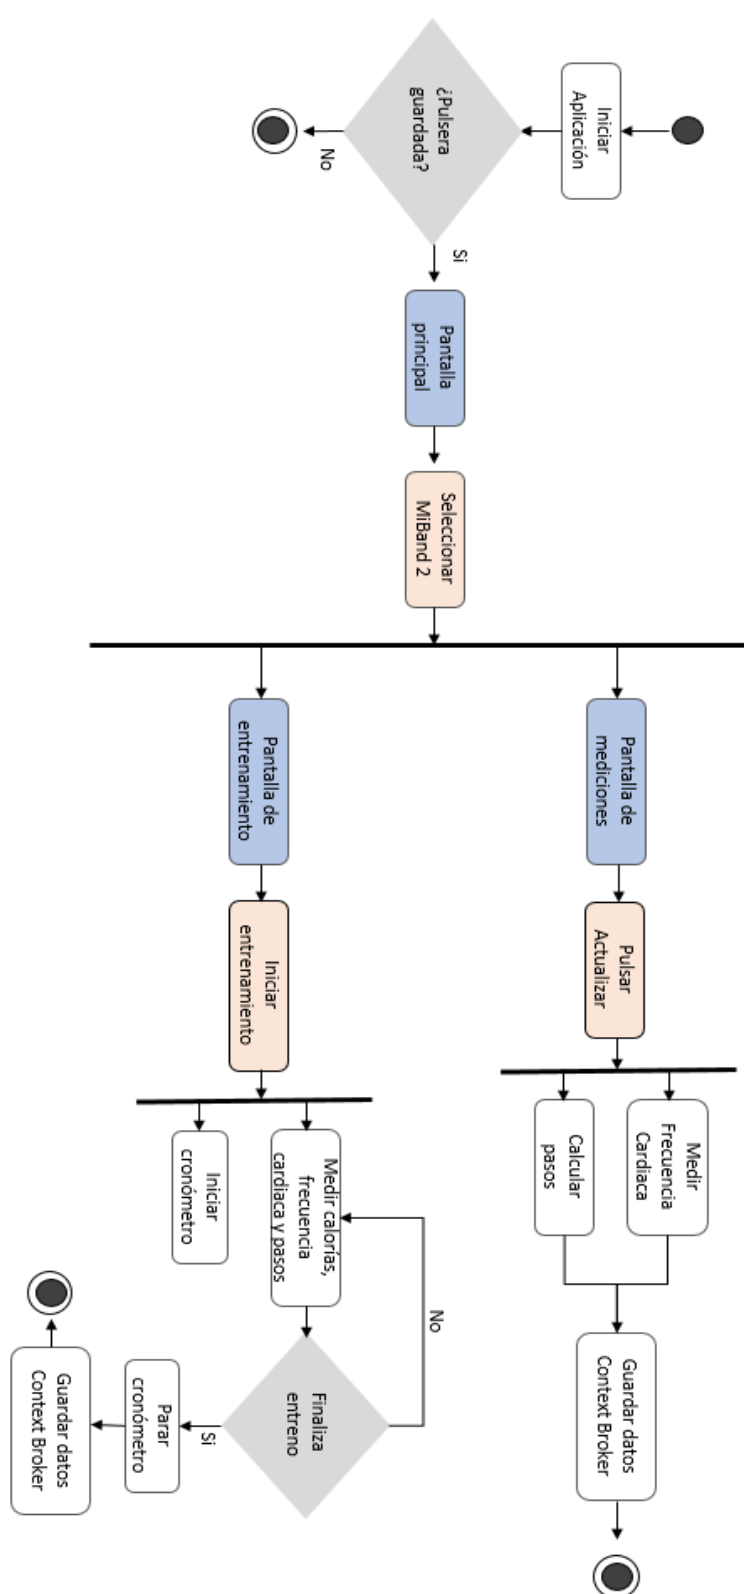 Iniciar
Aplicación
¿Pulsera
guardada?
No
Si
Pantalla
principal
Seleccionar
MiBand 2
Pantalla de
mediciones
Pulsar
Actualizar
Medir
Frecuencia
Cardiaca
Calcular
pasos
Guardar datos
Context Broker
Pantalla de
entrenamiento
Iniciar
entrenamiento
Medir calorías,
frecuencia
cardiaca y pasos
Iniciar
cronómetro
No
Finaliza
entreno
Si
Parar
cronómetro
Guardar datos
Context Broker